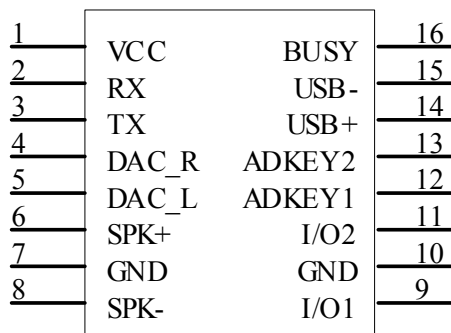 1 VCC BUSY 16
2 RX USB- 15
3 TX USB+ 14
4 DAC_R ADKEY2 13
5 DAC_L ADKEY1 12
6 SPK+ I/O2 11
7 GND GND 10
8 SPK- I/O1 9